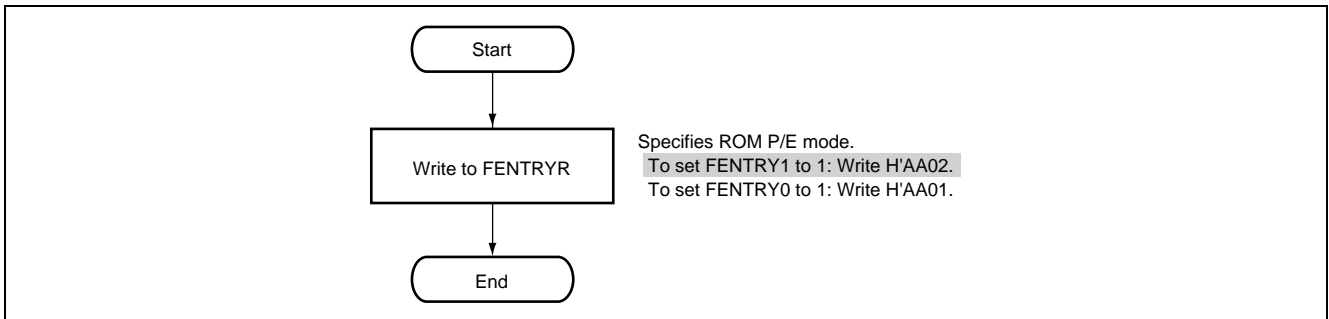 Start
Write to FENTRYR
Specifies ROM P/E mode.
To set FENTRY1 to 1: Write H'AA02.
To set FENTRY0 to 1: Write H'AA01.
End